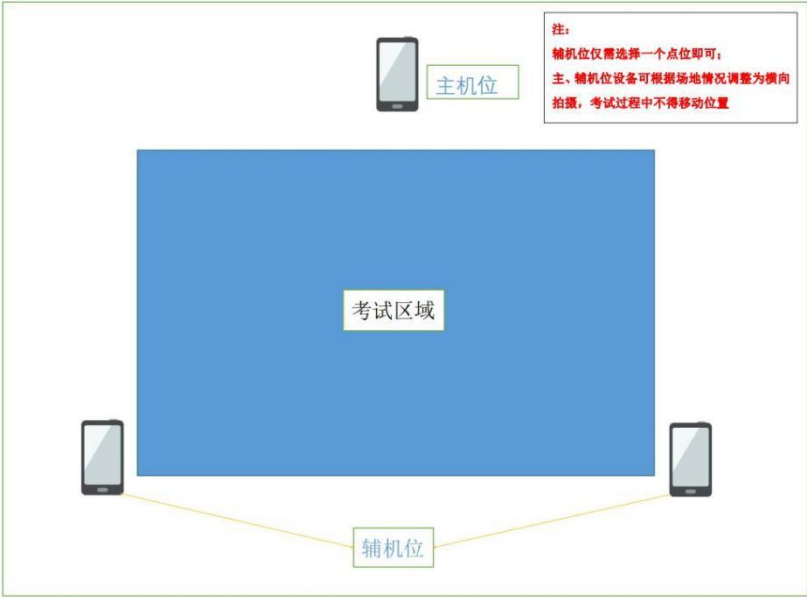 注：
辅机位仅需选择一个点位即可；
主、辅机位设备可根据场地情况调整为横向
拍摄，考试过程中不得移动位置
主机位
考试区域
辅机位